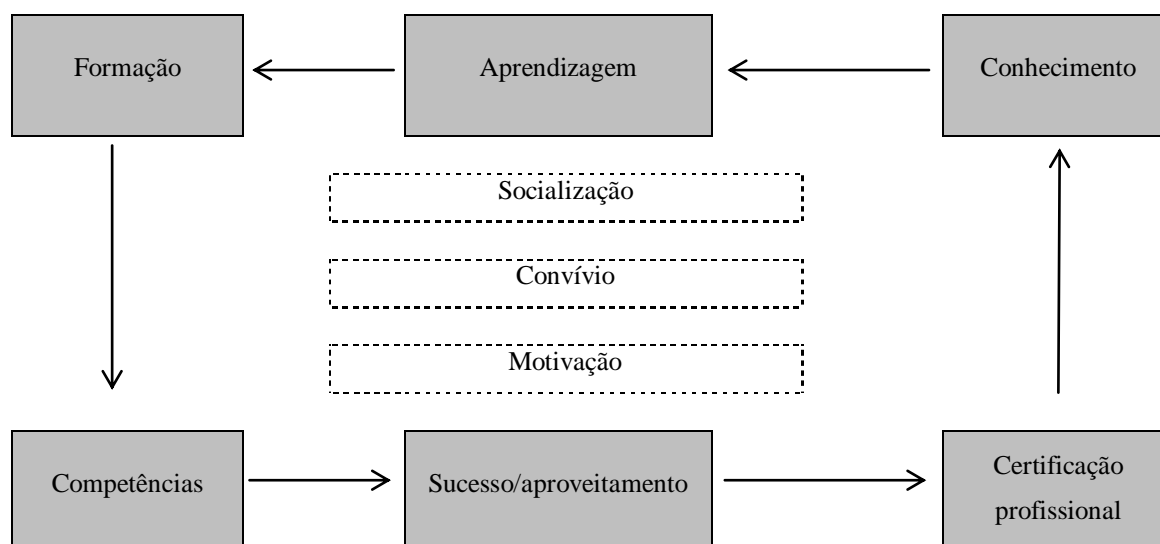 Formação
Aprendizagem
Conhecimento
Socialização
Convívio
Motivação
Competências
Sucesso/aproveitamento
Certificação
profissional